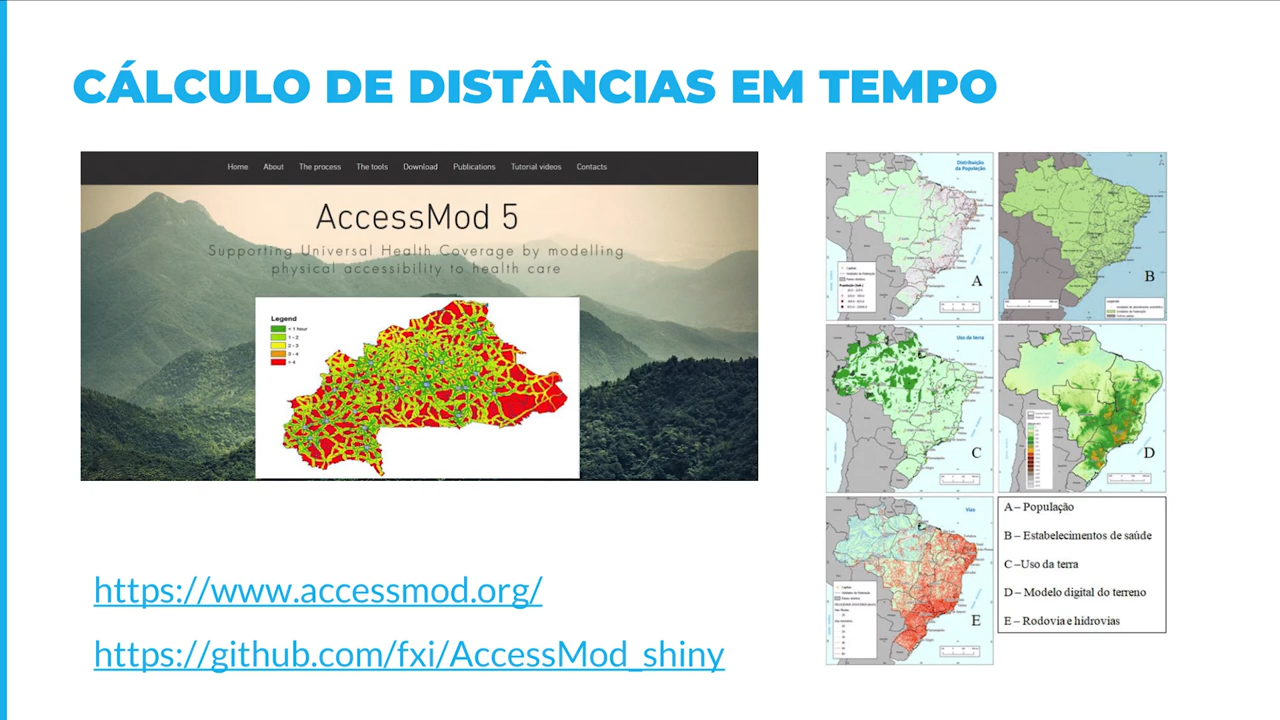 CÁLCULO DE DISTÂNCIAS EM TEMPO
Home About The process The tools Download Publications Tutorial videos Contacts
AccessMod 5
Supporting Universal Health Coverage by modelling
physical accessibility to health care
Legend
< 1 hour
1 - 2
2 - 3
3 - 4
> 4
https://www.accessmod.org/
https://github.com/fxi/AccessMod_shiny
Distribuição
da População
A
B
Uso da terra
C
D
Vias
E
A – População
B – Estabelecimentos de saúde
C –Uso da terra
D – Modelo digital do terreno
E – Rodovia e hidrovias